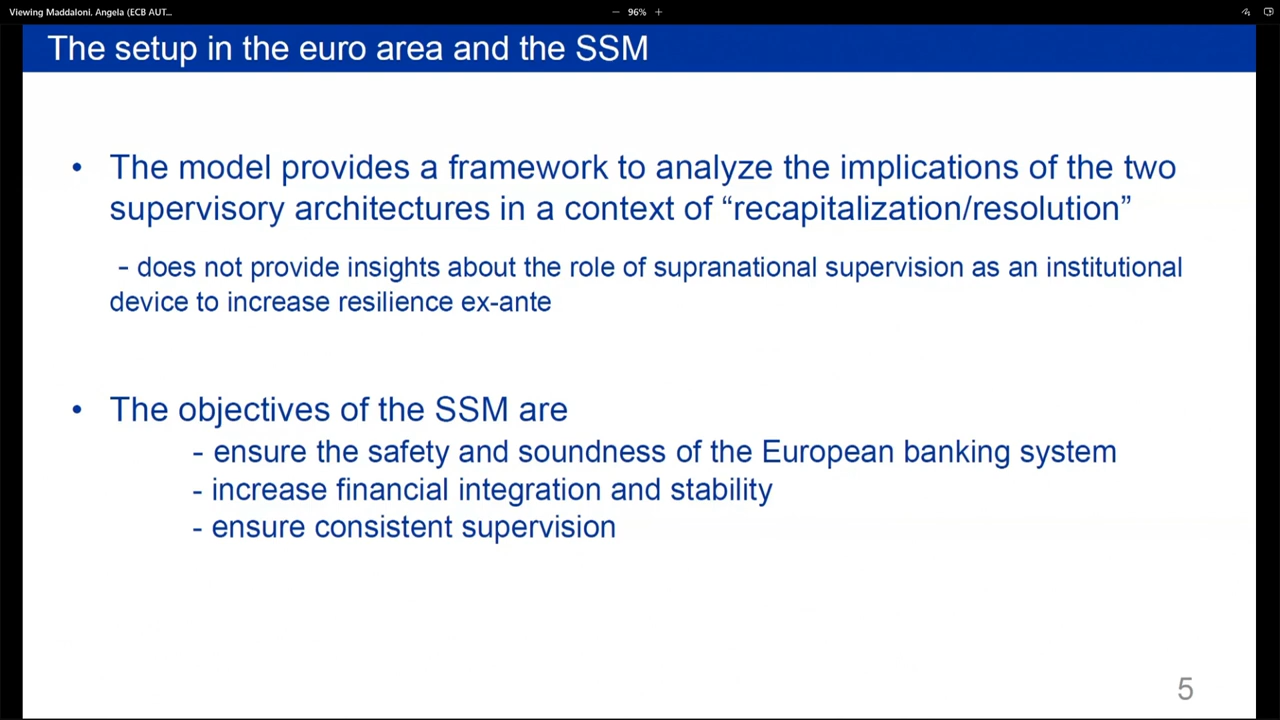 Viewing Maddaloni, Angela (ECB AUT...
− 96% +
The setup in the euro area and the SSM
• The model provides a framework to analyze the implications of the two
supervisory architectures in a context of “recapitalization/resolution”
- does not provide insights about the role of supranational supervision as an institutional
device to increase resilience ex-ante
• The objectives of the SSM are
- ensure the safety and soundness of the European banking system
- increase financial integration and stability
- ensure consistent supervision
5